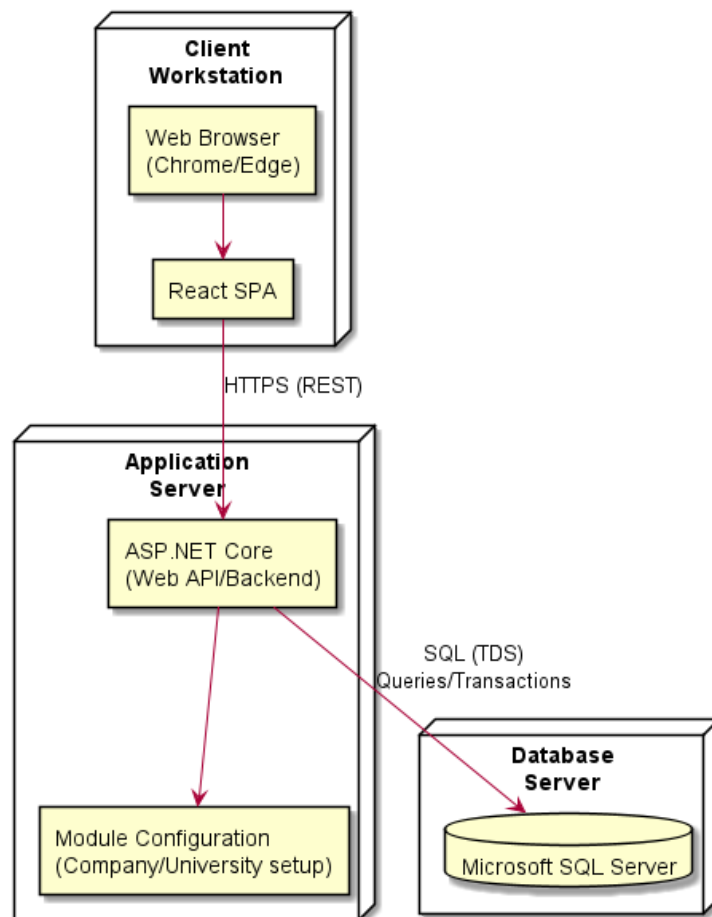 Client
Workstation
Web Browser
(Chrome/Edge)
React SPA
HTTPS (REST)
Application
Server
ASP.NET Core
(Web API/Backend)
SQL (TDS)
Queries/Transactions
Database
Server
Module Configuration
(Company/University setup)
Microsoft SQL Server